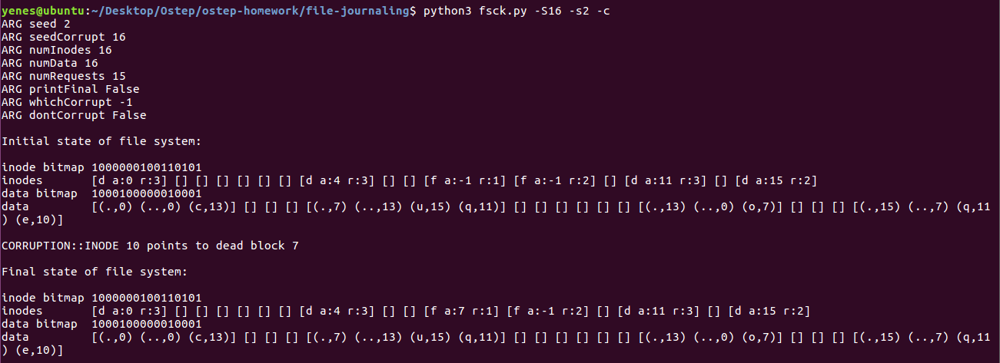 yenes@ubuntu:~/Desktop/Ostep/ostep-homework/file-journaling$ python3 fsck.py -S16 -s2 -c
ARG seed 2
ARG seedCorrupt 16
ARG numInodes 16
ARG numData 16
ARG numRequests 15
ARG printFinal False
ARG whichCorrupt -1
ARG dontCorrupt False

Initial state of file system:

inode bitmap 1000000100110101
inodes       [d a:0 r:3] [] [] [] [] [] [] [d a:4 r:3] [] [] [f a:-1 r:1] [f a:-1 r:2] [] [d a:11 r:3] [] [d a:15 r:2]
data bitmap  1000100000010001
data         [(.,0) (..,0) (c,13)] [] [] [] [(.,7) (..,13) (u,15) (q,11)] [] [] [] [] [] [] [(.,13) (..,0) (o,7)] [] [] [] [(.,15) (..,7) (q,11
) (e,10)]

CORRUPTION::INODE 10 points to dead block 7

Final state of file system:

inode bitmap 1000000100110101
inodes       [d a:0 r:3] [] [] [] [] [] [] [d a:4 r:3] [] [] [f a:7 r:1] [f a:-1 r:2] [] [d a:11 r:3] [] [d a:15 r:2]
data bitmap  1000100000010001
data         [(.,0) (..,0) (c,13)] [] [] [] [(.,7) (..,13) (u,15) (q,11)] [] [] [] [] [] [] [(.,13) (..,0) (o,7)] [] [] [] [(.,15) (..,7) (q,11
) (e,10)]